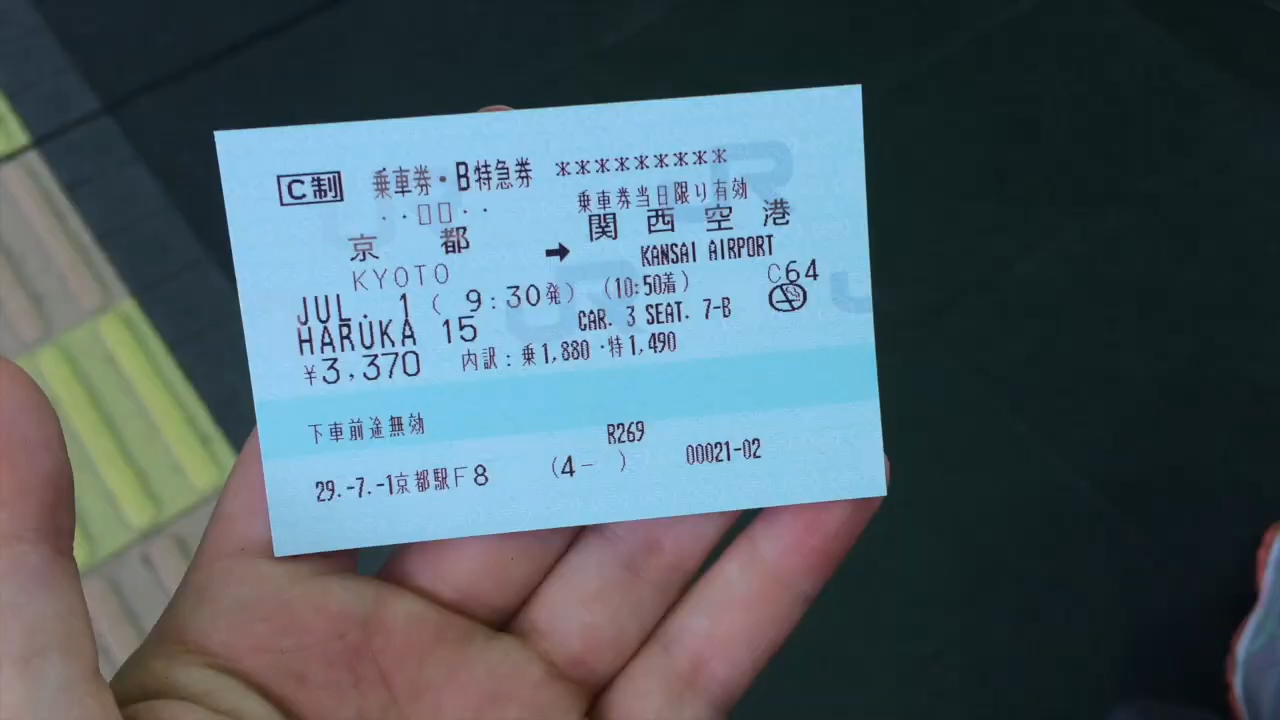 C制 乗車券・B特急券 *********
乗車券当日限り有効
··□□··
京都 → 関西空港
KYOTO KANSAI AIRPORT
JUL. 1 ( 9:30発) (10:50着) C64
HARUKA 15 CAR. 3 SEAT. 7-B
¥3,370 内訳:乗1,880・特1,490
下車前途無効
R269
29.-7.-1京都駅F8 (4- ) 00021-02